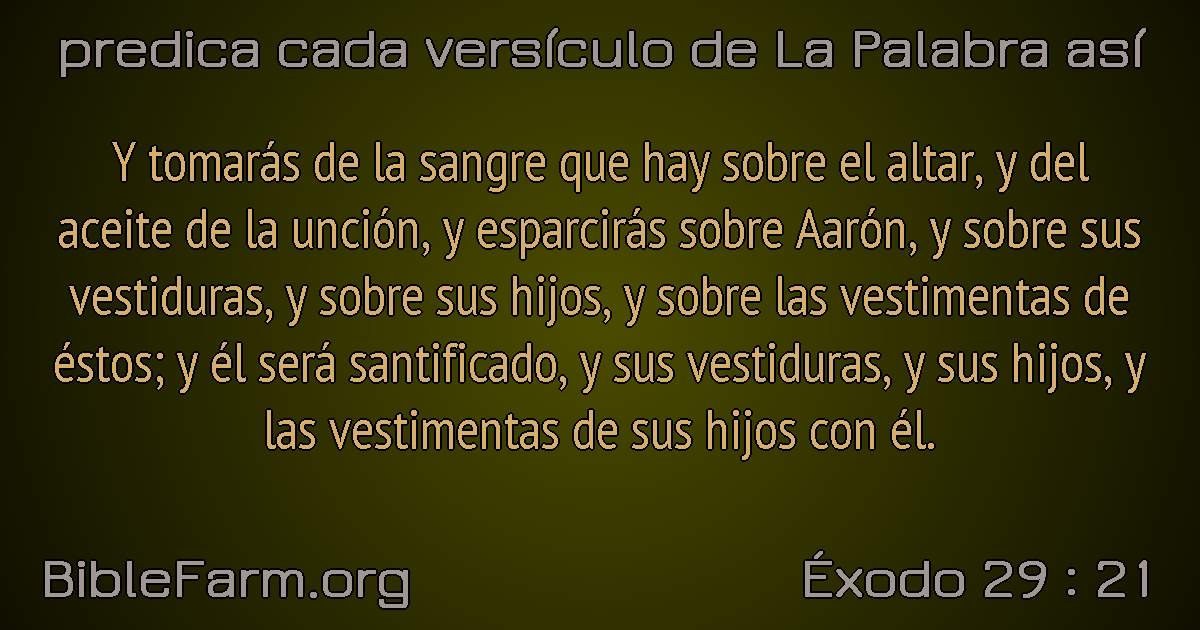 predica cada versículo de La Palabra así
Y tomarás de la sangre que hay sobre el altar, y del
aceite de la unción, y esparcirás sobre Aarón, y sobre sus
vestiduras, y sobre sus hijos, y sobre las vestimentas de
éstos; y él será santificado, y sus vestiduras, y sus hijos, y
las vestimentas de sus hijos con él.
BibleFarm.org
Éxodo 29 : 21